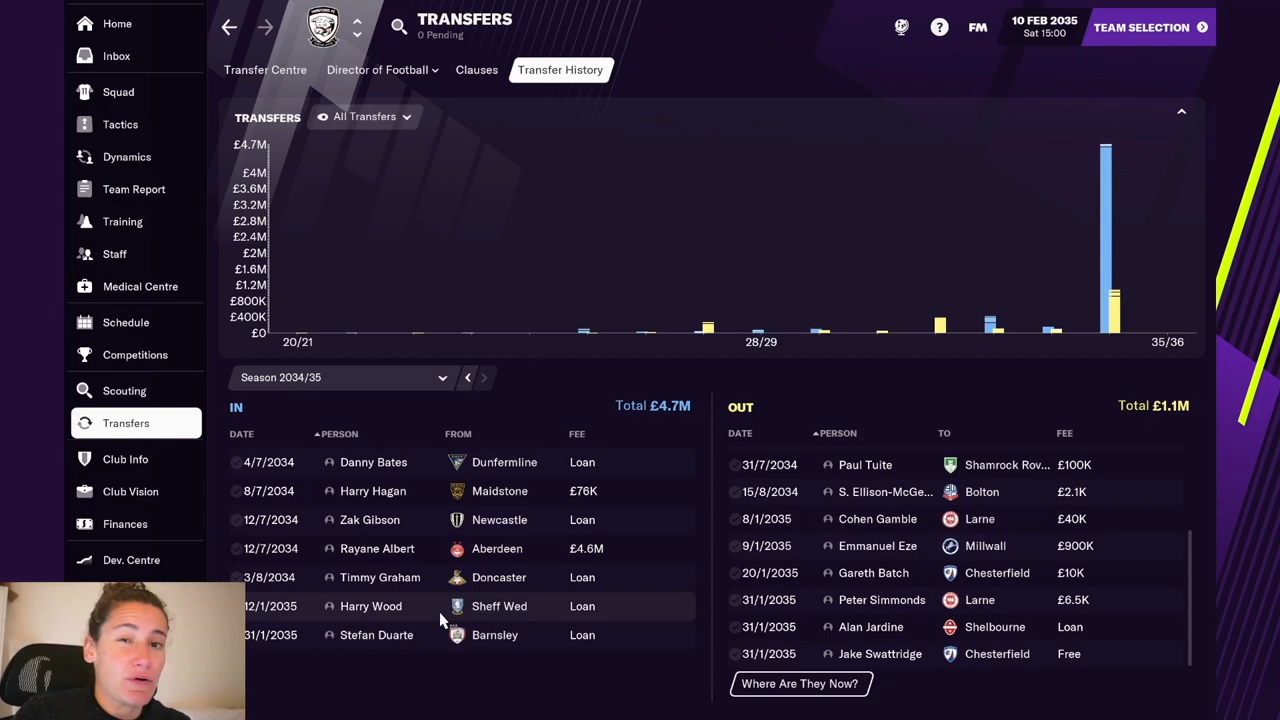 Home
Inbox
Squad
Tactics
Dynamics
Team Report
Training
Staff
Medical Centre
Schedule
Competitions
Scouting
Transfers
Club Info
Club Vision
Finances
Dev. Centre
TRANSFERS
0 Pending
FM
10 FEB 2035
Sat 15:00
TEAM SELECTION
Transfer Centre Director of Football Clauses Transfer History
TRANSFERS All Transfers
£4.7M
£4M
£3.6M
£3.2M
£2.8M
£2.4M
£2M
£1.6M
£1.2M
£800K
£400K
£0
20/21 28/29 35/36
Season 2034/35
IN Total £4.7M
DATE PERSON FROM FEE
4/7/2034 Danny Bates Dunfermline Loan
8/7/2034 Harry Hagan Maidstone £76K
12/7/2034 Zak Gibson Newcastle Loan
12/7/2034 Rayane Albert Aberdeen £4.6M
3/8/2034 Timmy Graham Doncaster Loan
12/1/2035 Harry Wood Sheff Wed Loan
31/1/2035 Stefan Duarte Barnsley Loan
OUT Total £1.1M
DATE PERSON TO FEE
31/7/2034 Paul Tuite Shamrock Rov... £100K
15/8/2034 S. Ellison-McGe... Bolton £2.1K
8/1/2035 Cohen Gamble Larne £40K
9/1/2035 Emmanuel Eze Millwall £900K
20/1/2035 Gareth Batch Chesterfield £10K
31/1/2035 Peter Simmonds Larne £6.5K
31/1/2035 Alan Jardine Shelbourne Loan
31/1/2035 Jake Swattridge Chesterfield Free
Where Are They Now?